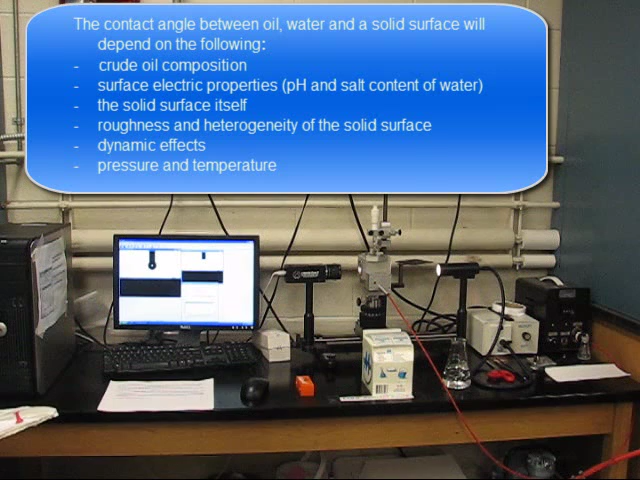 The contact angle between oil, water and a solid surface will
depend on the following:
- crude oil composition
- surface electric properties (pH and salt content of water)
- the solid surface itself
- roughness and heterogeneity of the solid surface
- dynamic effects
- pressure and temperature
DELL